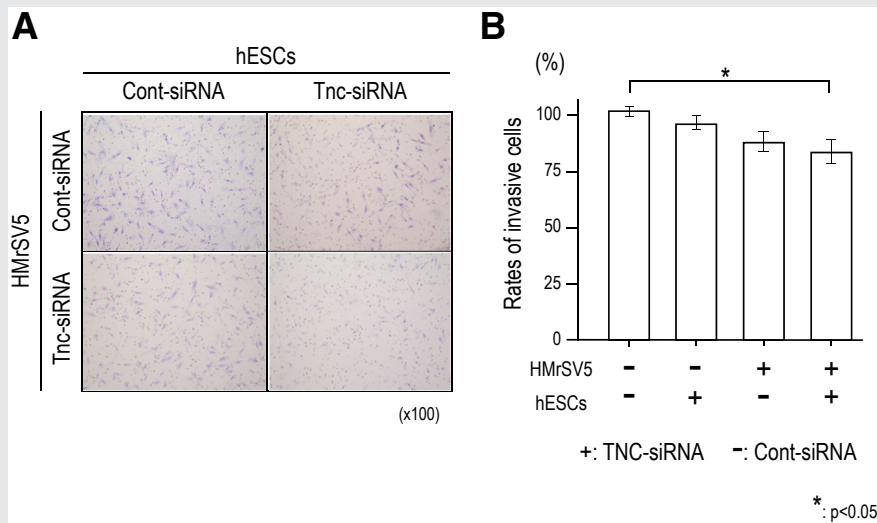 A
hESCs
Cont-siRNA Tnc-siRNA
HMrSV5
Cont-siRNA
Tnc-siRNA
(x100)
B
(%)
*
Rates of invasive cells
100
75
50
25
0
HMrSV5 - - + +
hESCs - + - +
+: TNC-siRNA -: Cont-siRNA
*: p<0.05